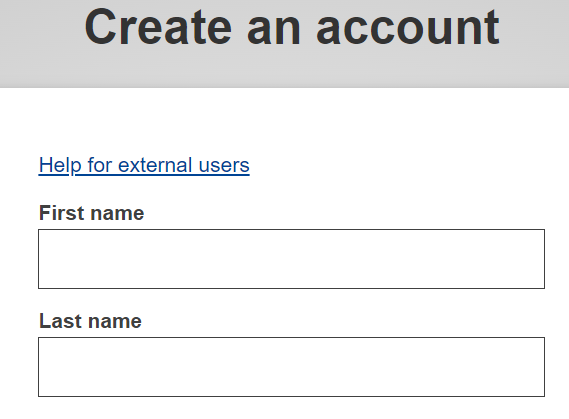 Create an account
Help for external users
First name
Last name